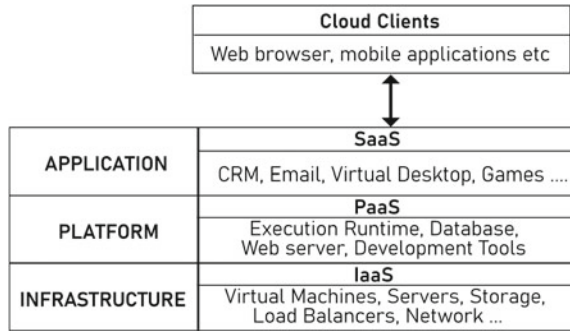 Cloud Clients
Web browser, mobile applications etc
APPLICATION
SaaS
CRM, Email, Virtual Desktop, Games ....
PLATFORM
PaaS
Execution Runtime, Database,
Web server, Development Tools
INFRASTRUCTURE
IaaS
Virtual Machines, Servers, Storage,
Load Balancers, Network ...